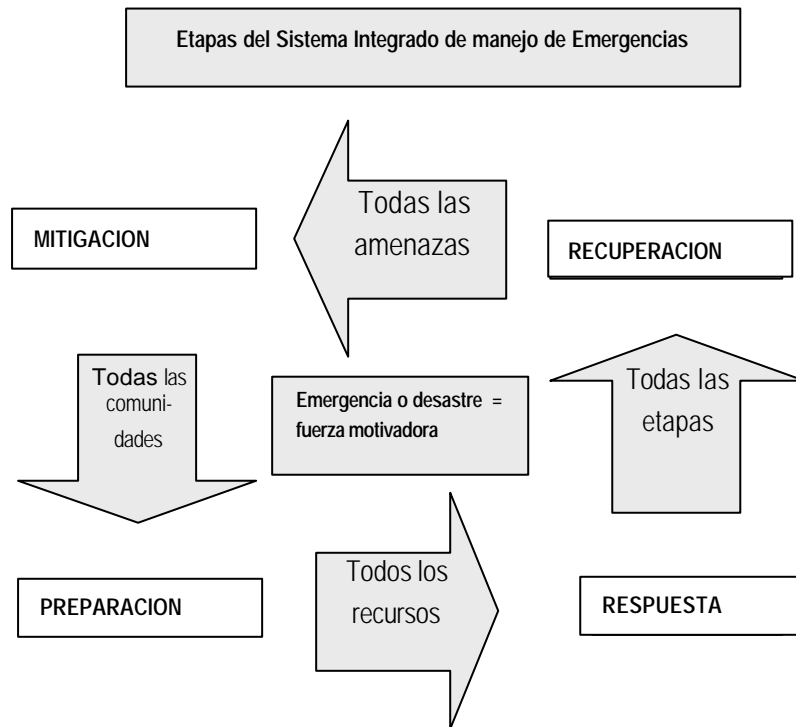 Etapas del Sistema Integrado de manejo de Emergencias
Todas las
amenazas
MITIGACION
RECUPERACION
Todas las
comuni-
dades
Emergencia o desastre =
fuerza motivadora
Todas las
etapas
PREPARACION
Todos los
recursos
RESPUESTA